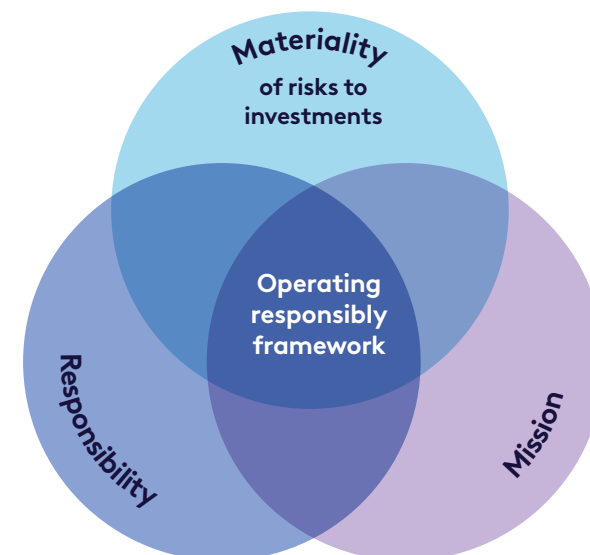 Materiality
of risks to
investments
Operating
responsibly
framework
Responsibility
Mission